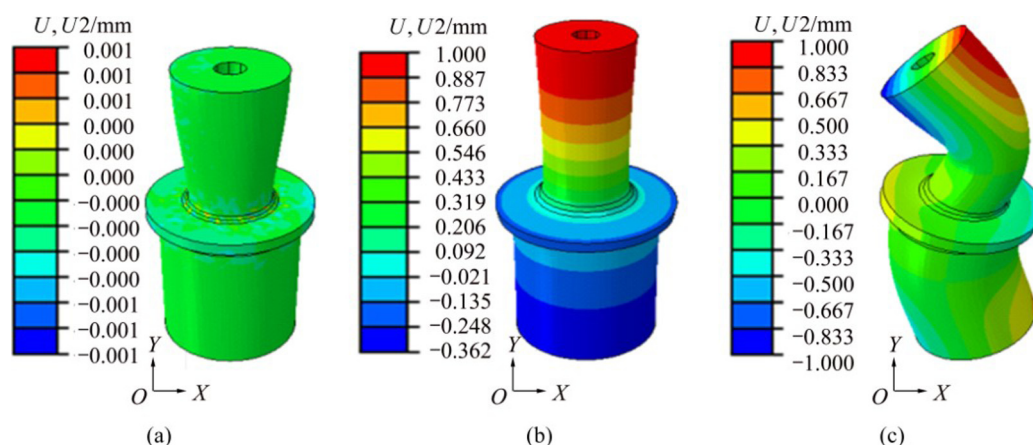 U, U2/mm
0.001
0.001
0.001
0.000
0.000
0.000
−0.000
−0.000
−0.000
−0.000
−0.001
−0.001
−0.001
Y
O
X
(a)
U, U2/mm
1.000
0.887
0.773
0.660
0.546
0.433
0.319
0.206
0.092
−0.021
−0.135
−0.248
−0.362
Y
O
X
(b)
U, U2/mm
1.000
0.833
0.667
0.500
0.333
0.167
0.000
−0.167
−0.333
−0.500
−0.667
−0.833
−1.000
Y
O
X
(c)